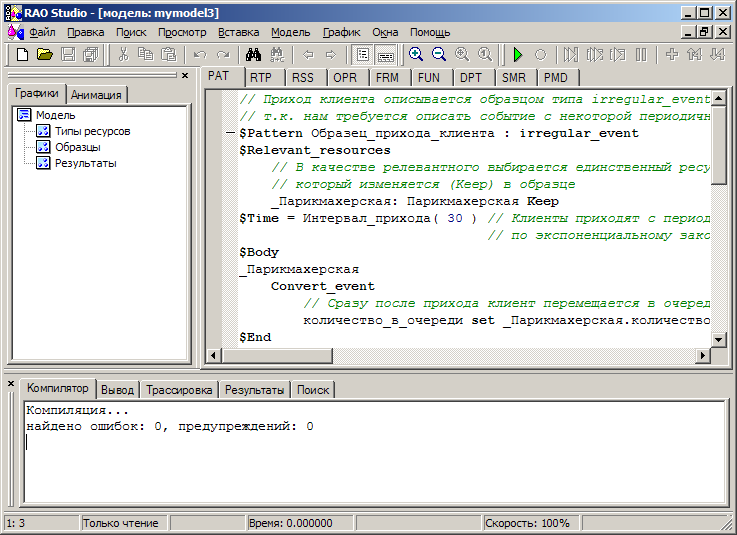 RAO Studio - [модель: mymodel3]
Файл Правка Поиск Просмотр Вставка Модель График Окна Помощь
Графики Анимация
Модель
Типы ресурсов
Образцы
Результаты
PAT RTP RSS OPR FRM FUN DPT SMR PMD
// Приход клиента описывается образцом типа irregular_event
// т.к. нам требуется описать событие с некоторой периодичн
$Pattern Образец_прихода_клиента : irregular_event
$Relevant_resources
// В качестве релевантного выбирается единственный ресу
// который изменяется (Keep) в образце
_Парикмахерская: Парикмахерская Keep
$Time = Интервал_прихода( 30 ) // Клиенты приходят с период
// по экспоненциальному зако
$Body
_Парикмахерская
Convert_event
// Сразу после прихода клиент перемещается в очеред
количество_в_очереди set _Парикмахерская.количество
$End
Компилятор Вывод Трассировка Результаты Поиск
Компиляция...
найдено ошибок: 0, предупреждений: 0
1: 3 Только чтение Время: 0.000000 Скорость: 100%